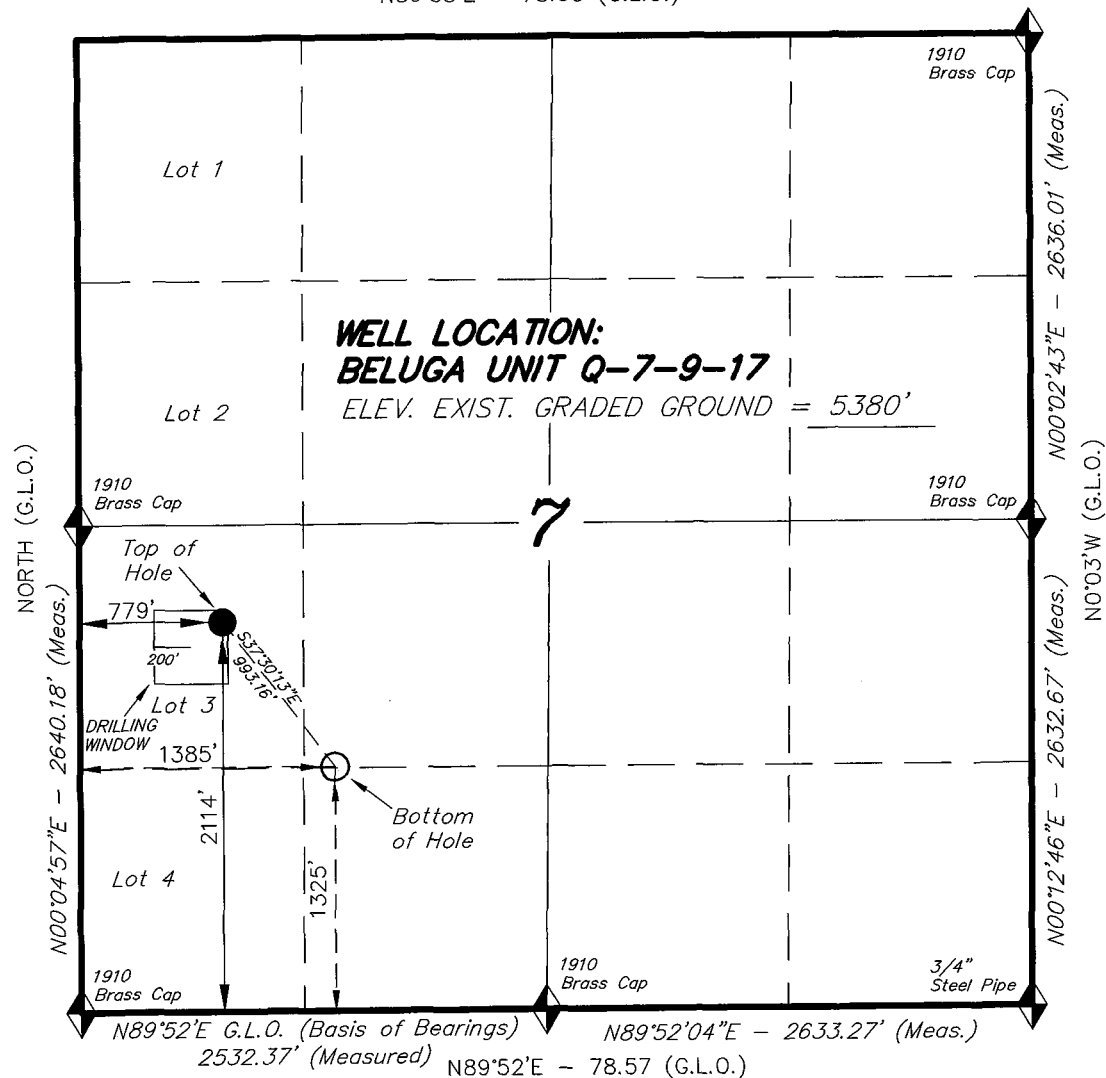 1910
Brass Cap
Lot 1
N00°02'43"E - 2636.01' (Meas.)
WELL LOCATION:
BELUGA UNIT Q-7-9-17
ELEV. EXIST. GRADED GROUND = 5380'
Lot 2
NORTH (G.L.O.)
1910
Brass Cap
1910
Brass Cap
7
N0°03'W (G.L.O.)
Top of
Hole
779'
200'
S37°30'13"E
993.16'
Lot 3
DRILLING
WINDOW
N00°04'57"E - 2640.18' (Meas.)
1385'
Bottom
of Hole
2114'
1325'
N00°12'46"E - 2632.67' (Meas.)
Lot 4
1910
Brass Cap
1910
Brass Cap
3/4"
Steel Pipe
N89°52'E G.L.O. (Basis of Bearings)
2532.37' (Measured)
N89°52'04"E - 2633.27' (Meas.)
N89°52'E - 78.57 (G.L.O.)